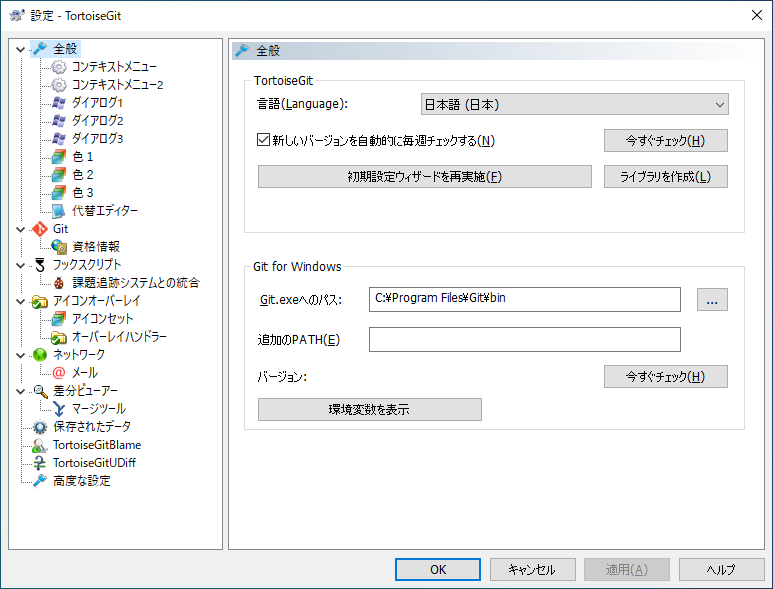 設定 - TortoiseGit
全般
コンテキストメニュー
コンテキストメニュー2
ダイアログ1
ダイアログ2
ダイアログ3
色 1
色 2
色 3
代替エディター
Git
資格情報
フックスクリプト
課題追跡システムとの統合
アイコンオーバーレイ
アイコンセット
オーバーレイハンドラー
ネットワーク
メール
差分ビューアー
マージツール
保存されたデータ
TortoiseGitBlame
TortoiseGitUDiff
高度な設定
全般
TortoiseGit
言語(Language): 日本語 (日本)
新しいバージョンを自動的に毎週チェックする(N) 今すぐチェック(H)
初期設定ウィザードを再実施(F) ライブラリを作成(L)
Git for Windows
Git.exeへのパス: C:¥Program Files¥Git¥bin ...
追加のPATH(E)
バージョン: 今すぐチェック(H)
環境変数を表示
OK キャンセル 適用(A) ヘルプ